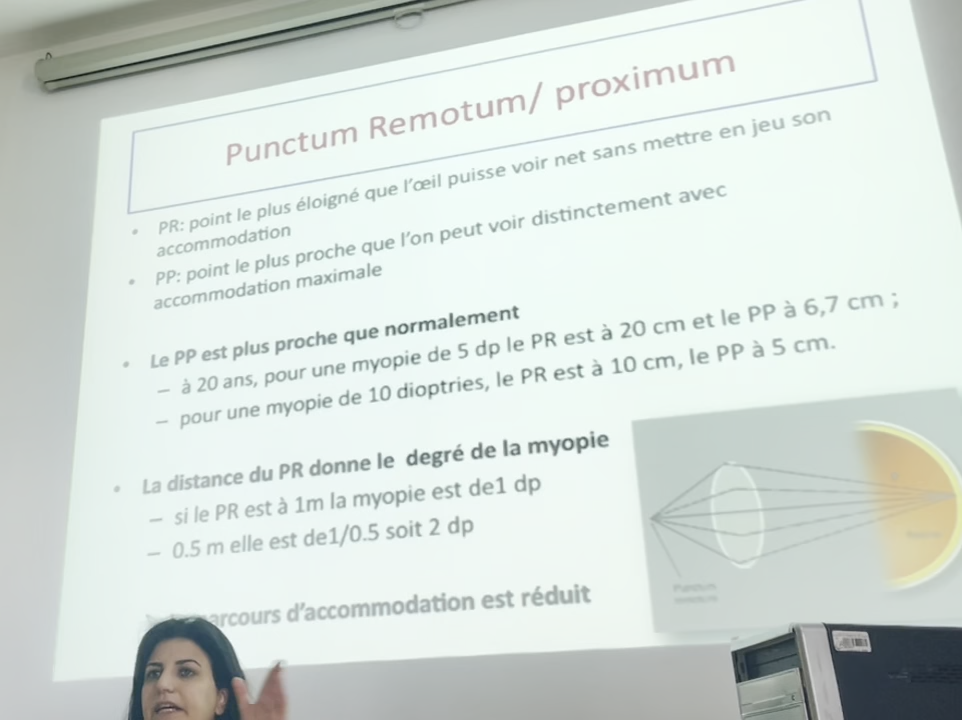 Punctum Remotum/ proximum
• PR: point le plus éloigné que l'œil puisse voir net sans mettre en jeu son
accommodation
• PP: point le plus proche que l'on peut voir distinctement avec
accommodation maximale
• Le PP est plus proche que normalement
– à 20 ans, pour une myopie de 5 dp le PR est à 20 cm et le PP à 6,7 cm ;
– pour une myopie de 10 dioptries, le PR est à 10 cm, le PP à 5 cm.
• La distance du PR donne le degré de la myopie
– si le PR est à 1m la myopie est de1 dp
– 0.5 m elle est de1/0.5 soit 2 dp
arcours d'accommodation est réduit